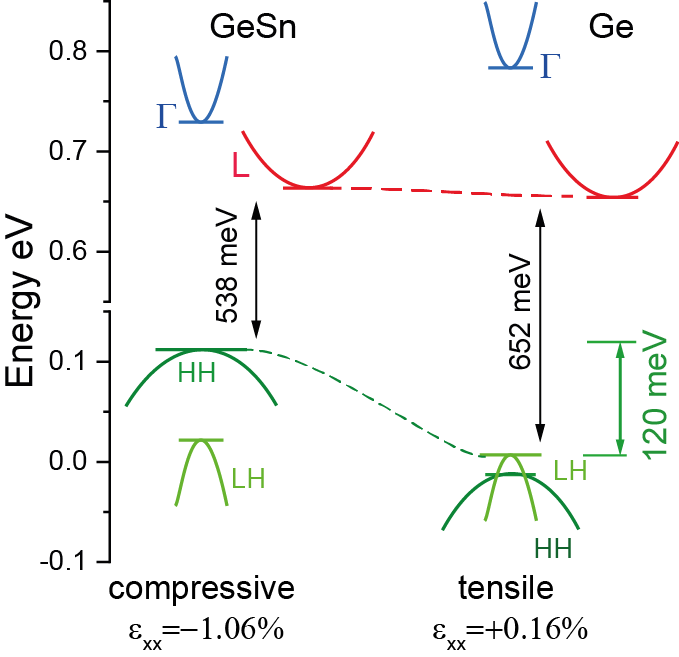 GeSn
Ge
0.8
0.7
0.6
0.1
0.0
-0.1
Energy eV
Γ
Γ
L
538 meV
652 meV
120 meV
HH
LH
LH
HH
compressive
tensile
εxx=−1.06%
εxx=+0.16%